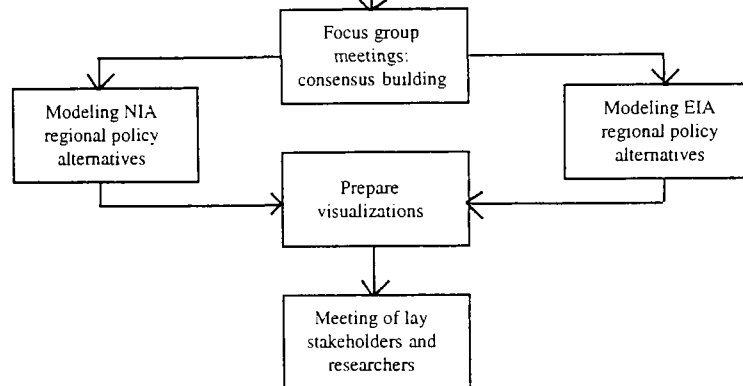 Focus group
meetings:
consensus building
Modeling NIA
regional policy
alternatives
Modeling EIA
regional policy
alternatives
Prepare
visualizations
Meeting of lay
stakeholders and
researchers